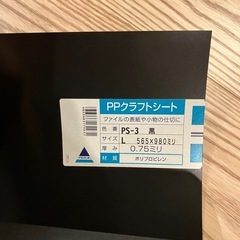 PPクラフトシート
ファイルの表紙や小物の仕切に
色番 PS-3 黒
サイズ L 565×980ミリ
厚み 0.75ミリ
材質 ポリプロピレン